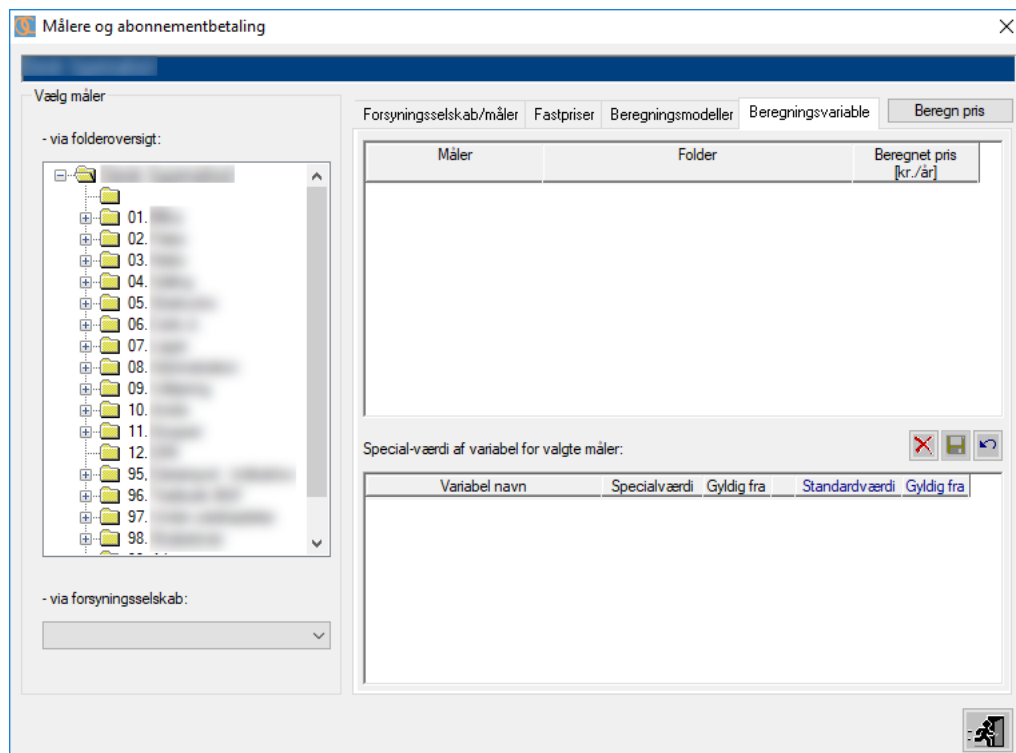 Målere og abonnementbetaling
Vælg måler
- via folderoversigt:
01.
02.
03.
04.
05.
06.
07.
08.
09.
10.
11.
12.
95,
96.
97.
98.
- via forsyningsselskab:
Forsyningsselskab/måler Fastpriser Beregningsmodeller Beregningsvariable Beregn pris
Måler Folder Beregnet pris
[kr./år]
Special-værdi af variabel for valgte måler:
Variabel navn Specialværdi Gyldig fra Standardværdi Gyldig fra